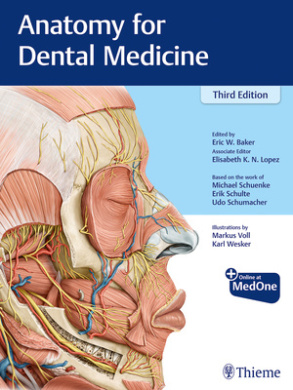 Anatomy for
Dental Medicine
Third Edition
Edited by
Eric W. Baker
Associate Editor
Elisabeth K. N. Lopez
Based on the work of
Michael Schuenke
Erik Schulte
Udo Schumacher
Illustrations by
Markus Voll
Karl Wesker
Online at
MedOne
Thieme